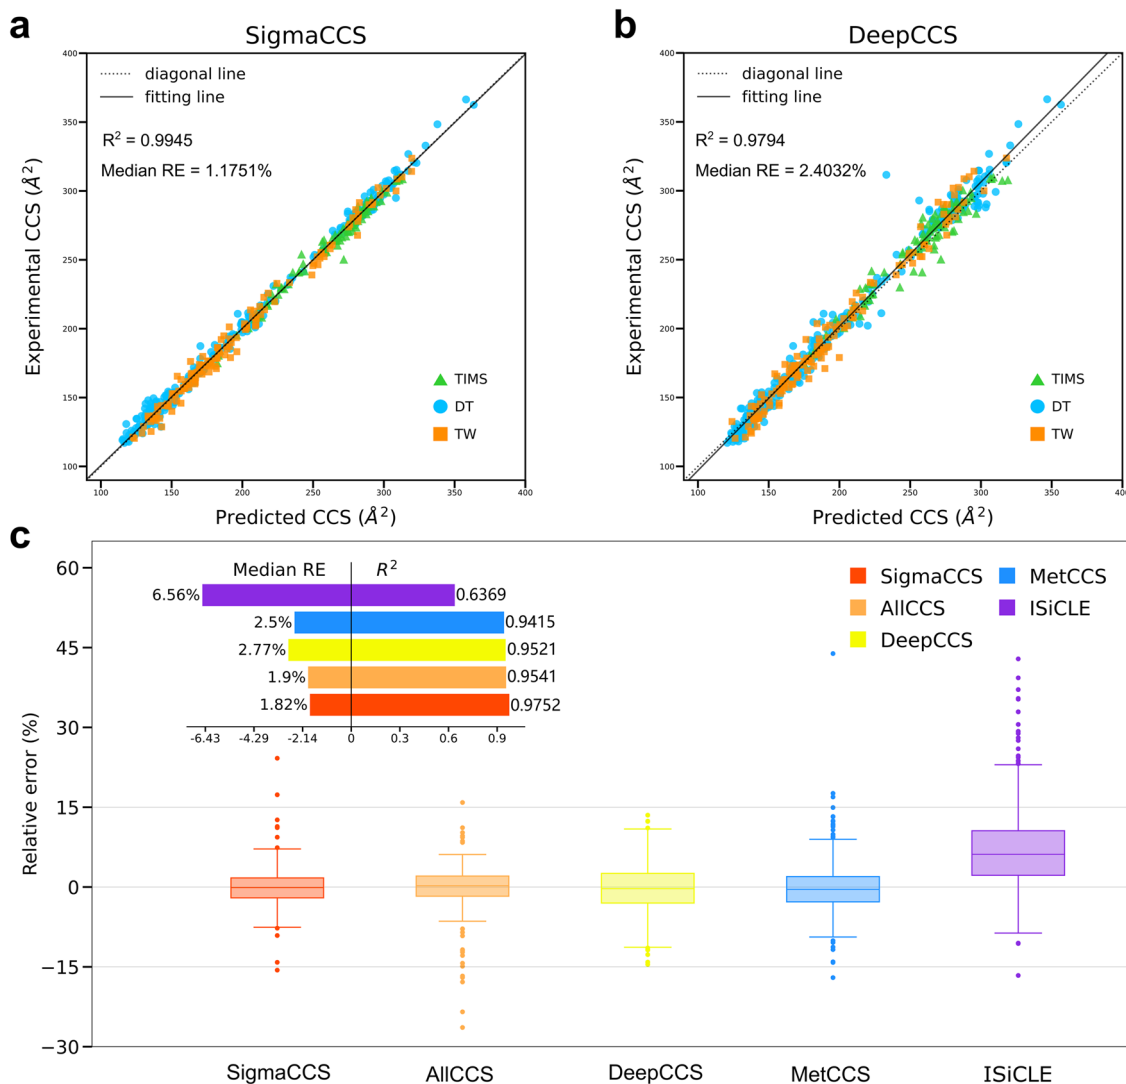 a
SigmaCCS
400
350
300
250
200
150
100
diagonal line
fitting line
R² = 0.9945
Median RE = 1.1751%
TIMS
DT
TW
100
150
200
250
300
350
400
Experimental CCS (Å²)
Predicted CCS (Å²)
b
DeepCCS
400
350
300
250
200
150
100
diagonal line
fitting line
R² = 0.9794
Median RE = 2.4032%
TIMS
DT
TW
100
150
200
250
300
350
400
Experimental CCS (Å²)
Predicted CCS (Å²)
c
60
45
30
15
0
−15
−30
Relative error (%)
Median RE R²
6.56% 0.6369
2.5% 0.9415
2.77% 0.9521
1.9% 0.9541
1.82% 0.9752
-6.43 -4.29 -2.14 0 0.3 0.6 0.9
SigmaCCS
AllCCS
DeepCCS
MetCCS
ISiCLE
SigmaCCS AllCCS DeepCCS MetCCS ISiCLE